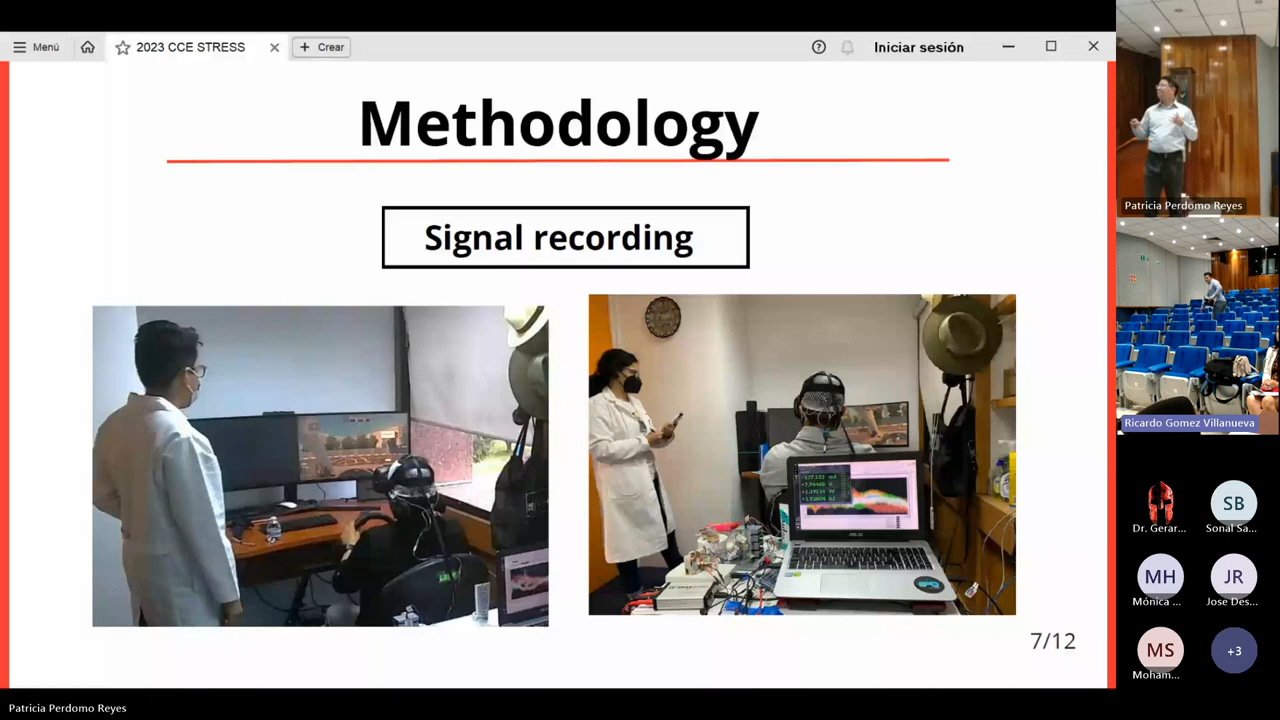 Menú
2023 CCE STRESS
Crear
Iniciar sesión
Methodology
Signal recording
7/12
Patricia Perdomo Reyes
Ricardo Gomez Villanueva
Dr. Gerar...
SB
Sonal Sa...
MH
Mónica ...
JR
Jose Des...
MS
Moham...
+3
Patricia Perdomo Reyes